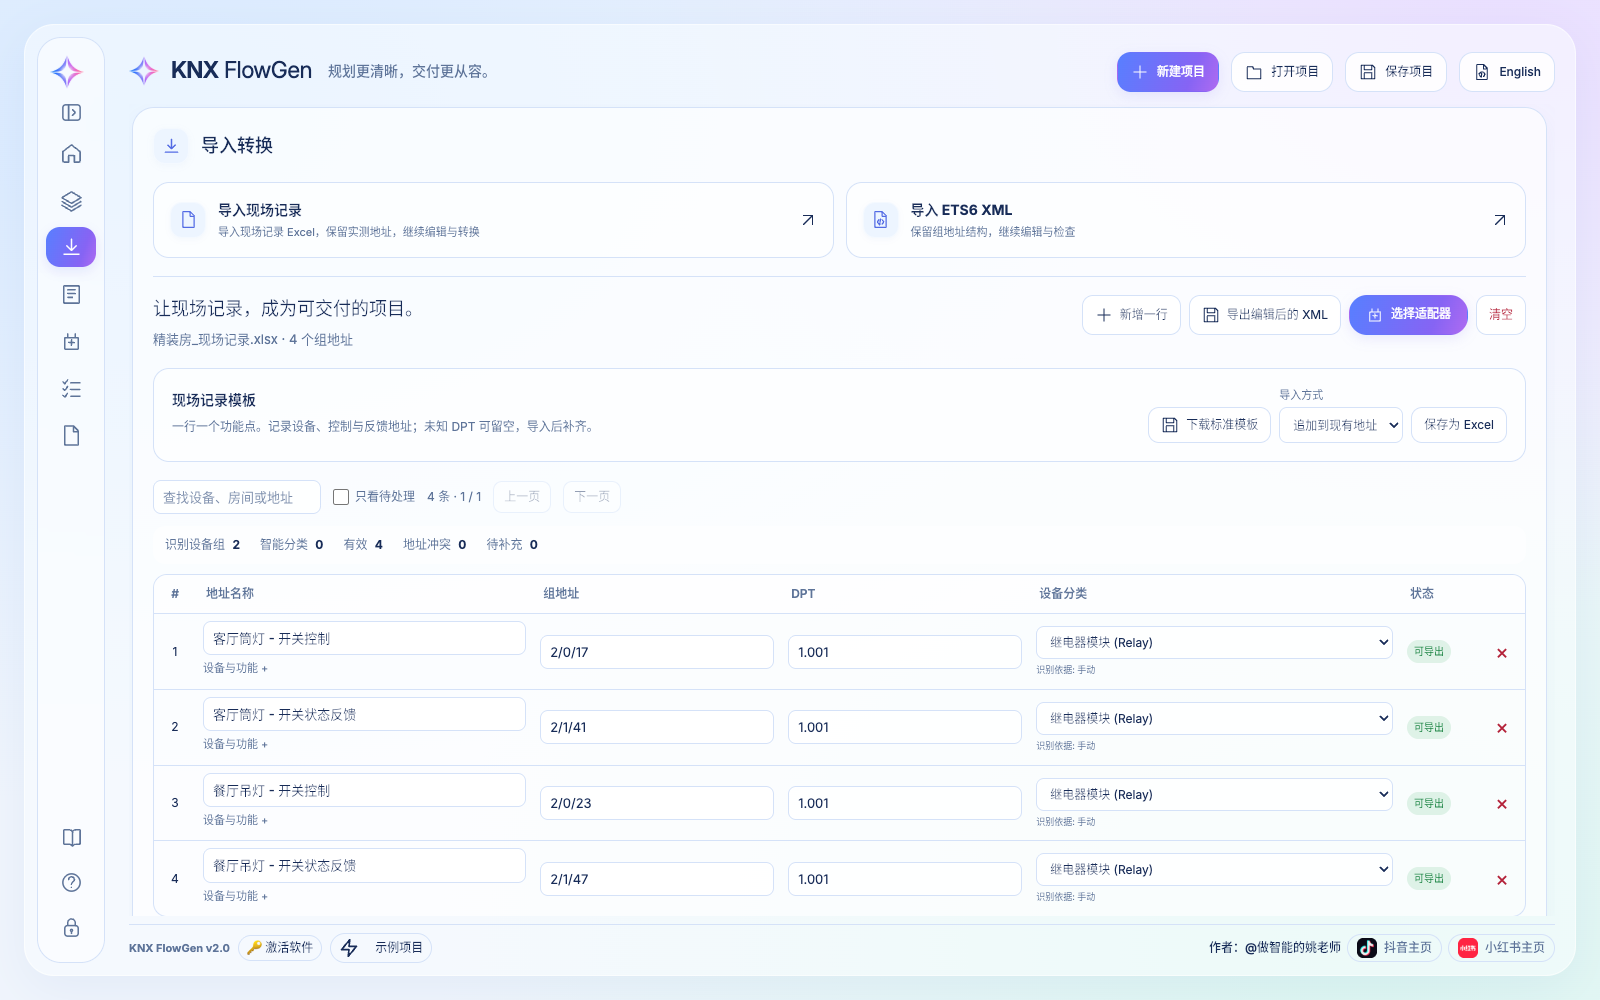 KNX FlowGen 规划更清晰，交付更从容。
新建项目 打开项目 保存项目 English
导入转换
导入现场记录
导入现场记录 Excel，保留实测地址，继续编辑与转换
导入 ETS6 XML
保留组地址结构，继续编辑与检查
让现场记录，成为可交付的项目。
精装房_现场记录.xlsx · 4 个组地址
新增一行 导出编辑后的 XML 选择适配器 清空
现场记录模板
一行一个功能点。记录设备、控制与反馈地址；未知 DPT 可留空，导入后补齐。
导入方式
下载标准模板 追加到现有地址 保存为 Excel
查找设备、房间或地址 只看待处理 4 条 · 1 / 1 上一页 下一页
识别设备组 2 智能分类 0 有效 4 地址冲突 0 待补充 0
# 地址名称 组地址 DPT 设备分类 状态
1 客厅筒灯 - 开关控制 2/0/17 1.001 继电器模块 (Relay) 可导出 ×
设备与功能 + 识别依据: 手动
2 客厅筒灯 - 开关状态反馈 2/1/41 1.001 继电器模块 (Relay) 可导出 ×
设备与功能 + 识别依据: 手动
3 餐厅吊灯 - 开关控制 2/0/23 1.001 继电器模块 (Relay) 可导出 ×
设备与功能 + 识别依据: 手动
4 餐厅吊灯 - 开关状态反馈 2/1/47 1.001 继电器模块 (Relay) 可导出 ×
设备与功能 + 识别依据: 手动
KNX FlowGen v2.0 🔑 激活软件 示例项目
作者：@做智能的姚老师 抖音主页 小红书 小红书主页